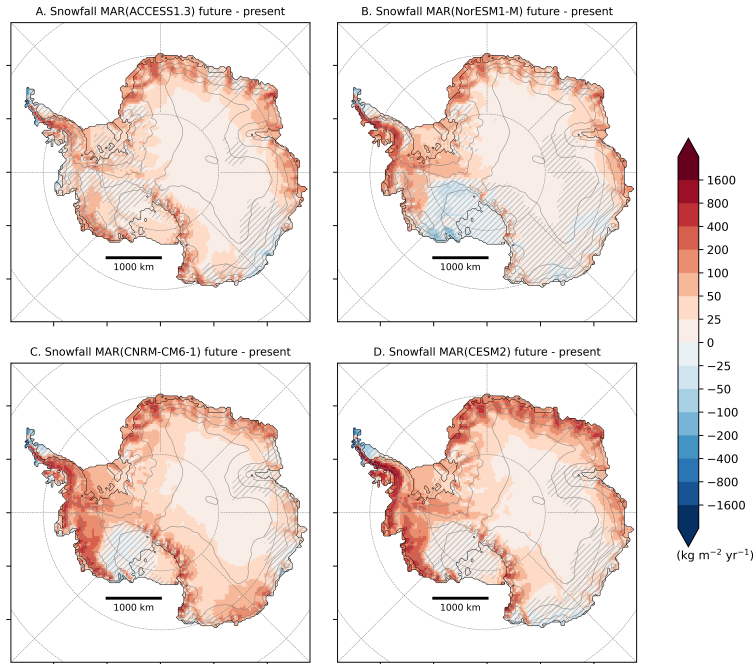 A. Snowfall MAR(ACCESS1.3) future - present
B. Snowfall MAR(NorESM1-M) future - present
1000 km
1000 km
C. Snowfall MAR(CNRM-CM6-1) future - present
D. Snowfall MAR(CESM2) future - present
1000 km
1000 km
1600
800
400
200
100
50
25
0
−25
−50
−100
−200
−400
−800
−1600
(kg m⁻² yr⁻¹)